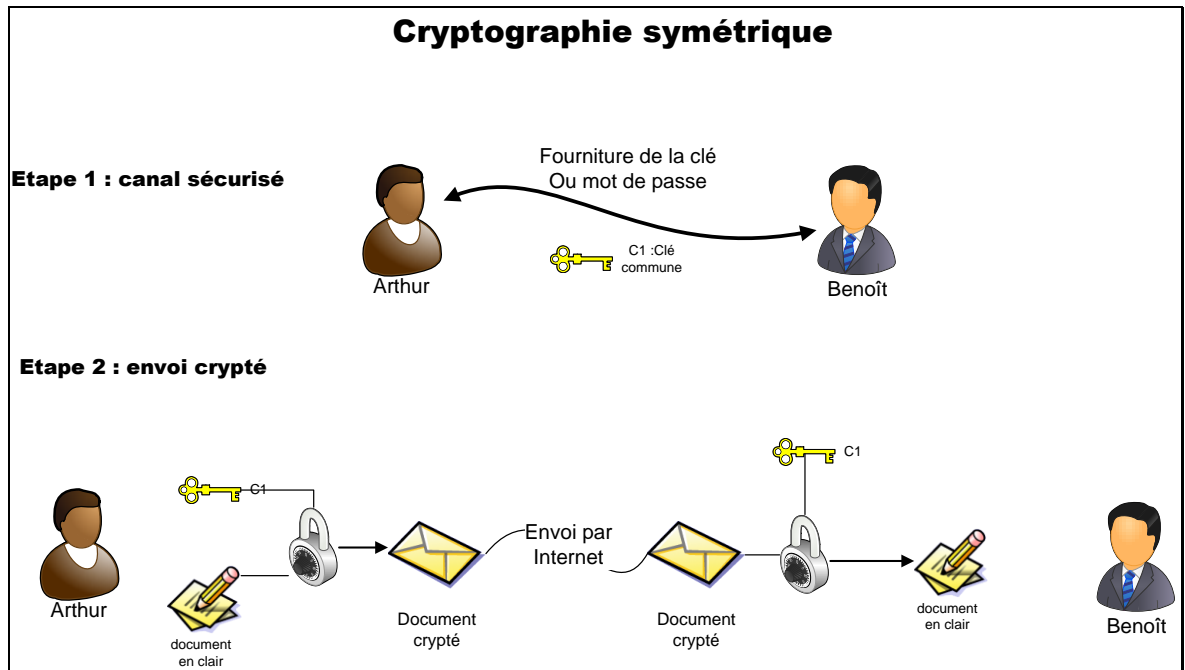 Cryptographie symétrique
Etape 1 : canal sécurisé
Fourniture de la clé
Ou mot de passe
C1 :Clé
commune
Arthur
Benoît
Etape 2 : envoi crypté
C1
C1
Envoi par
Internet
Arthur
document
en clair
Document
crypté
Document
crypté
document
en clair
Benoît